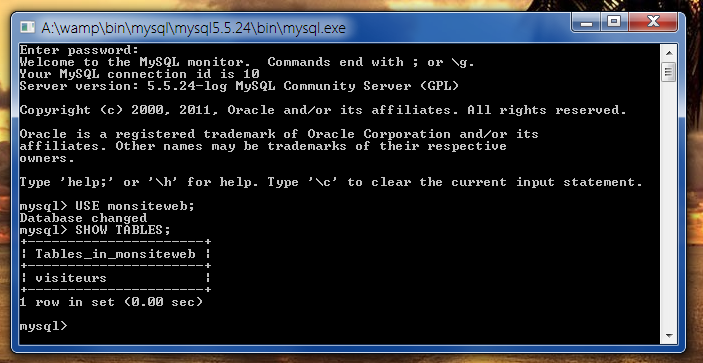 A:\wamp\bin\mysql\mysql5.5.24\bin\mysql.exe
Enter password:
Welcome to the MySQL monitor.  Commands end with ; or \g.
Your MySQL connection id is 10
Server version: 5.5.24-log MySQL Community Server (GPL)

Copyright (c) 2000, 2011, Oracle and/or its affiliates. All rights reserved.

Oracle is a registered trademark of Oracle Corporation and/or its
affiliates. Other names may be trademarks of their respective
owners.

Type 'help;' or '\h' for help. Type '\c' to clear the current input statement.

mysql> USE monsiteweb;
Database changed
mysql> SHOW TABLES;
+----------------------+
¦ Tables_in_monsiteweb ¦
+----------------------+
¦ visiteurs            ¦
+----------------------+
1 row in set (0.00 sec)

mysql>